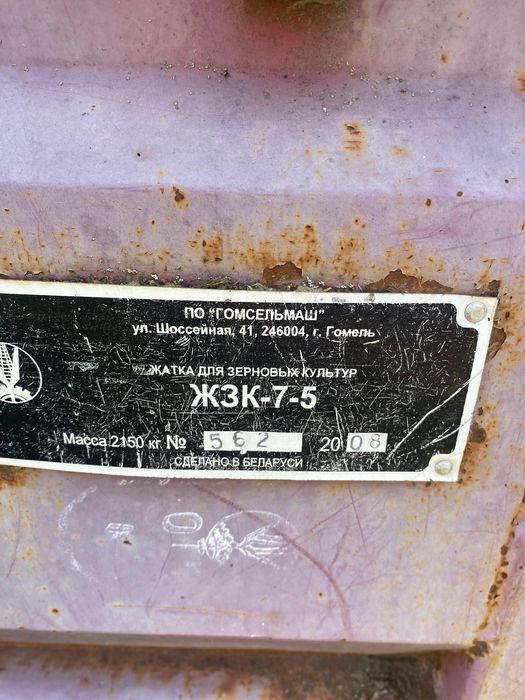 ПО "ГОМСЕЛЬМАШ"
ул. Шоссейная, 41, 246004, г. Гомель
ЖАТКА ДЛЯ ЗЕРНОВЫХ КУЛЬТУР
ЖЗК-7-5
Масса 2150 кг № 562 2008
СДЕЛАНО В БЕЛАРУСИ